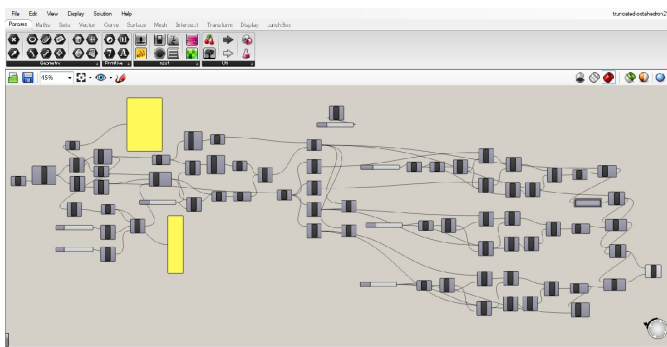 File Edit View Display Solution Help
truncated-octahedron2
Params Maths Sets Vector Curve Surface Mesh Intersect Transform Display LunchBox
Geometry Primitive Input Util
45%